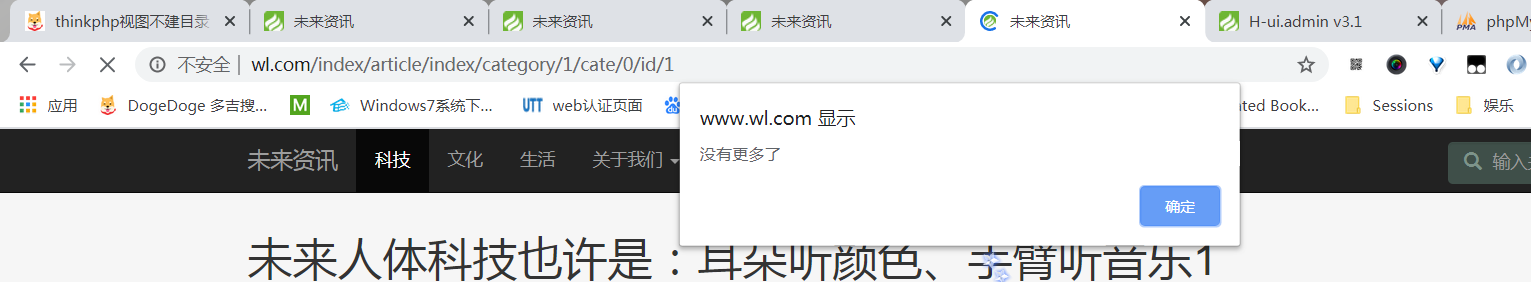 thinkphp视图不建目录
未来资讯
未来资讯
未来资讯
未来资讯
H-ui.admin v3.1
phpMy
不安全 | wl.com/index/article/index/category/1/cate/0/id/1
应用
DogeDoge 多吉搜...
M
Windows7系统下...
UTT web认证页面
ted Book...
Sessions
娱乐
www.wl.com 显示
没有更多了
确定
未来资讯
科技
文化
生活
关于我们
输入
未来人体科技也许是：耳朵听颜色、手臂听音乐1